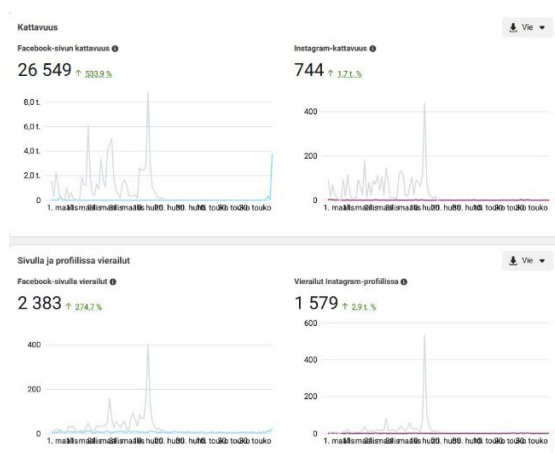 Kattavuus
Vie
Facebook-sivun kattavuus
26 549 ↑ 533,9 %
Instagram-kattavuus
744 ↑ 1,7 t. %
8,0 t.
6,0 t.
4,0 t.
2,0 t.
0
400
200
0
Sivulla ja profiilissa vierailut
Vie
Facebook-sivulla vierailut
2 383 ↑ 274,7 %
Vierailut Instagram-profiilissa
1 579 ↑ 2,9 t. %
400
200
0
600
400
200
0